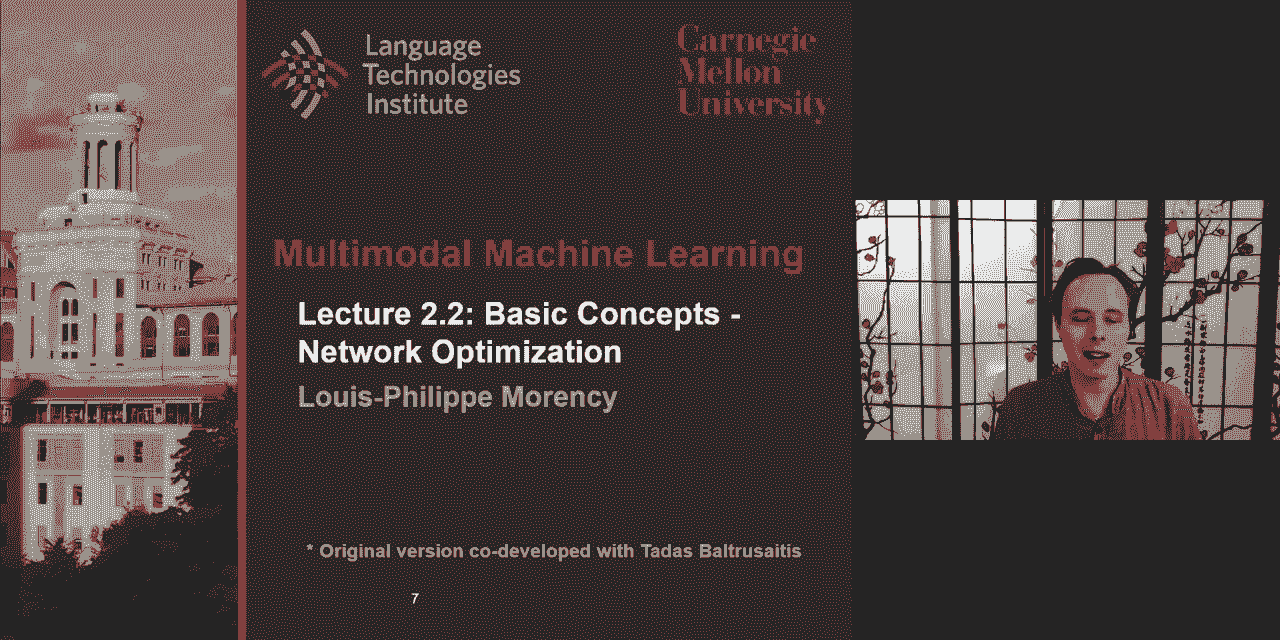 Language
Technologies
Institute
Carnegie
Mellon
University
Multimodal Machine Learning
Lecture 2.2: Basic Concepts -
Network Optimization
Louis-Philippe Morency
* Original version co-developed with Tadas Baltrusaitis
7